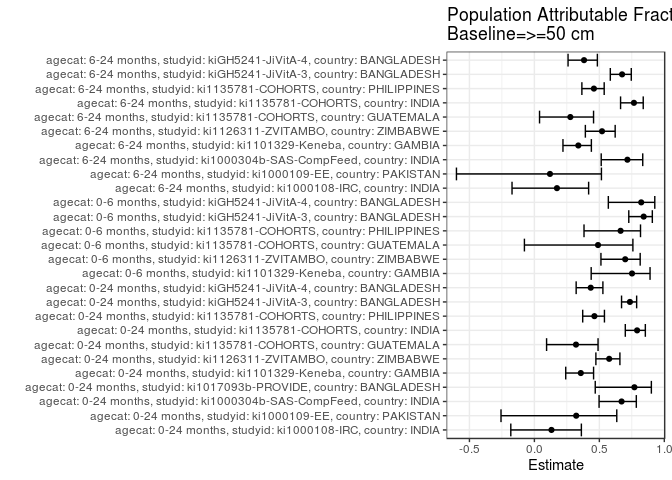 Population Attributable Fract
Baseline=>=50 cm
agecat: 6-24 months, studyid: kiGH5241-JiVitA-4, country: BANGLADESH
agecat: 6-24 months, studyid: kiGH5241-JiVitA-3, country: BANGLADESH
agecat: 6-24 months, studyid: ki1135781-COHORTS, country: PHILIPPINES
agecat: 6-24 months, studyid: ki1135781-COHORTS, country: INDIA
agecat: 6-24 months, studyid: ki1135781-COHORTS, country: GUATEMALA
agecat: 6-24 months, studyid: ki1126311-ZVITAMBO, country: ZIMBABWE
agecat: 6-24 months, studyid: ki1101329-Keneba, country: GAMBIA
agecat: 6-24 months, studyid: ki1000304b-SAS-CompFeed, country: INDIA
agecat: 6-24 months, studyid: ki1000109-EE, country: PAKISTAN
agecat: 6-24 months, studyid: ki1000108-IRC, country: INDIA
agecat: 0-6 months, studyid: kiGH5241-JiVitA-4, country: BANGLADESH
agecat: 0-6 months, studyid: kiGH5241-JiVitA-3, country: BANGLADESH
agecat: 0-6 months, studyid: ki1135781-COHORTS, country: PHILIPPINES
agecat: 0-6 months, studyid: ki1135781-COHORTS, country: GUATEMALA
agecat: 0-6 months, studyid: ki1126311-ZVITAMBO, country: ZIMBABWE
agecat: 0-6 months, studyid: ki1101329-Keneba, country: GAMBIA
agecat: 0-24 months, studyid: kiGH5241-JiVitA-4, country: BANGLADESH
agecat: 0-24 months, studyid: kiGH5241-JiVitA-3, country: BANGLADESH
agecat: 0-24 months, studyid: ki1135781-COHORTS, country: PHILIPPINES
agecat: 0-24 months, studyid: ki1135781-COHORTS, country: INDIA
agecat: 0-24 months, studyid: ki1135781-COHORTS, country: GUATEMALA
agecat: 0-24 months, studyid: ki1126311-ZVITAMBO, country: ZIMBABWE
agecat: 0-24 months, studyid: ki1101329-Keneba, country: GAMBIA
agecat: 0-24 months, studyid: ki1017093b-PROVIDE, country: BANGLADESH
agecat: 0-24 months, studyid: ki1000304b-SAS-CompFeed, country: INDIA
agecat: 0-24 months, studyid: ki1000109-EE, country: PAKISTAN
agecat: 0-24 months, studyid: ki1000108-IRC, country: INDIA
-0.5 0.0 0.5 1.0
Estimate